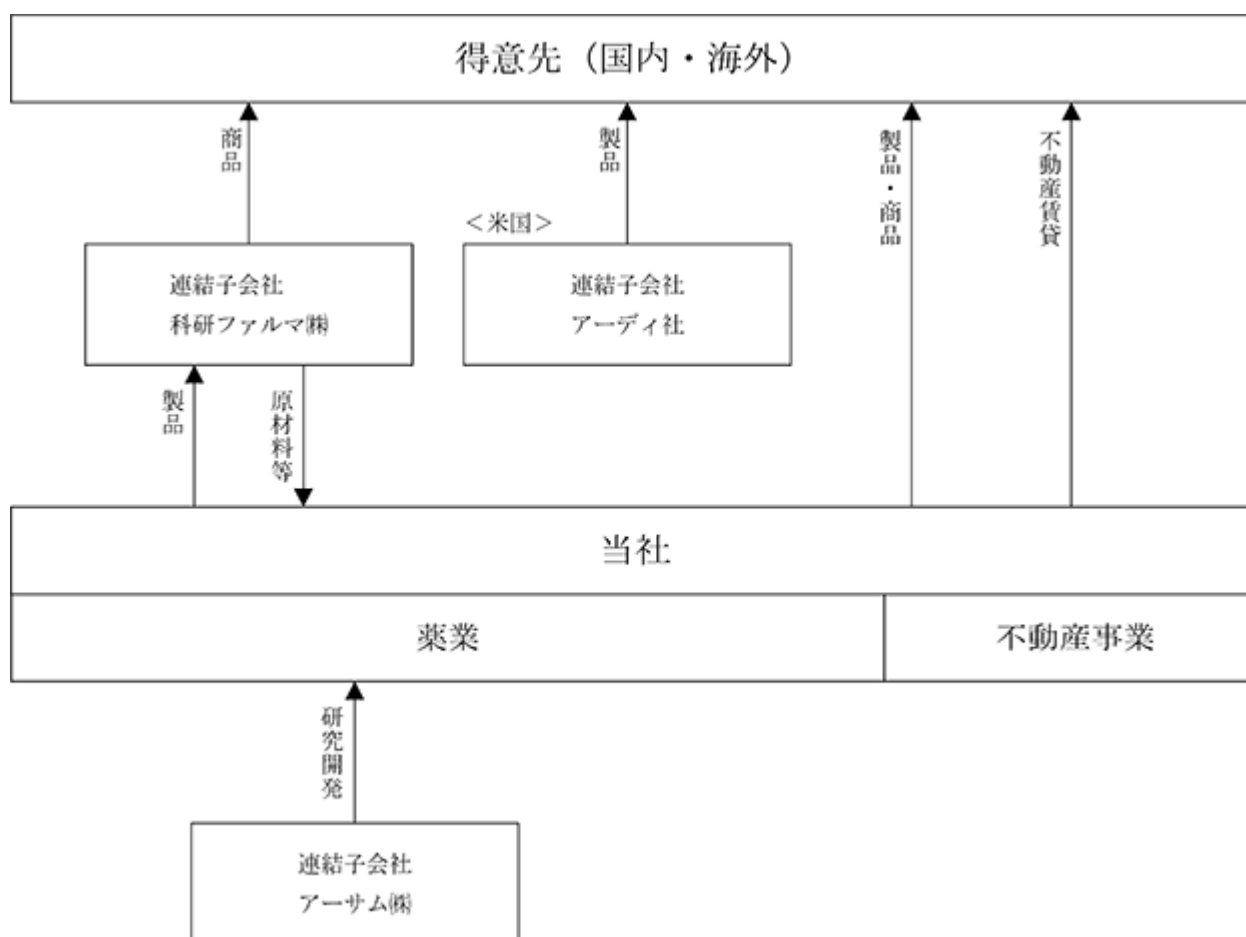 得意先（国内・海外）
商品
製品
製品・商品
不動産賃貸
＜米国＞
連結子会社
科研ファルマ㈱
連結子会社
アーディ社
製品
原材料等
当社
薬業
不動産事業
研究開発
連結子会社
アーサム㈱